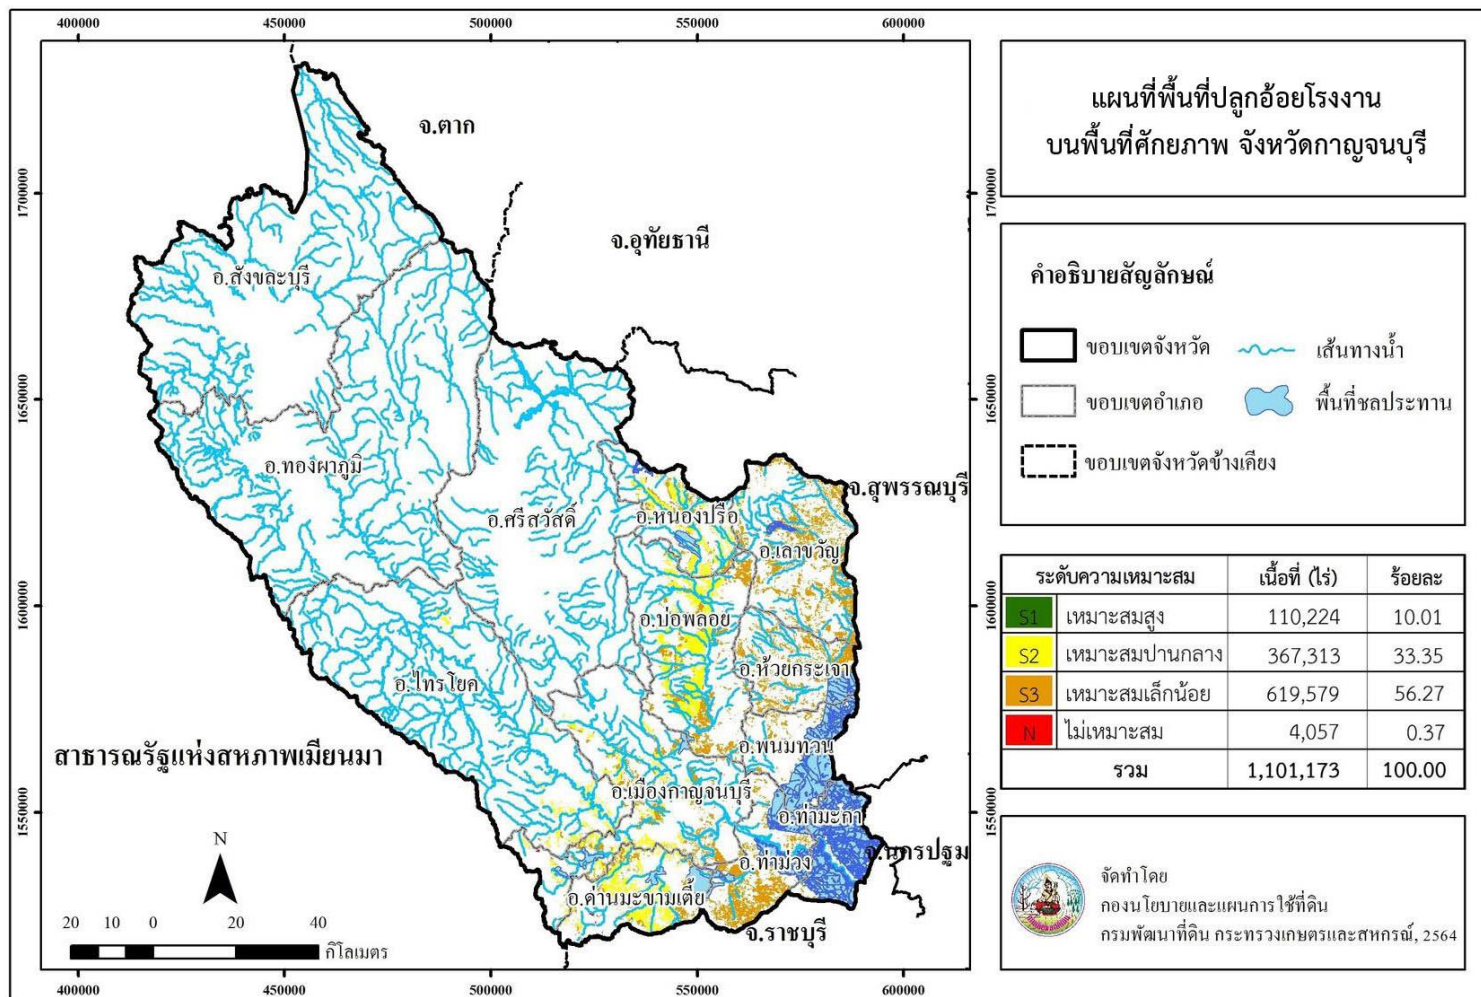 400000 450000 500000 550000 600000
แผนที่พื้นที่ปลูกอ้อยโรงงาน
บนพื้นที่ศักยภาพ จังหวัดกาญจนบุรี
จ.ตาก
1700000 1700000
จ.อุทัยธานี
อ.สังขละบุรี
คำอธิบายสัญลักษณ์
ขอบเขตจังหวัด เส้นทางน้ำ
ขอบเขตอำเภอ พื้นที่ชลประทาน
ขอบเขตจังหวัดข้างเคียง
1650000 1650000
อ.ทองผาภูมิ
จ.สุพรรณบุรี
อ.ศรีสวัสดิ์
อ.หนองปรือ
อ.เลาขวัญ
1600000 1600000
อ.บ่อพลอย
อ.ห้วยกระเจา
อ.ไทรโยค
อ.พนมทวน
สาธารณรัฐแห่งสหภาพเมียนมา
อ.เมืองกาญจนบุรี
อ.ท่ามะกา
1550000 1550000
จ.นครปฐม
อ.ท่าม่วง
อ.ด่านมะขามเตี้ย
จ.ราชบุรี
ระดับความเหมาะสม เนื้อที่ (ไร่) ร้อยละ
S1 เหมาะสมสูง 110,224 10.01
S2 เหมาะสมปานกลาง 367,313 33.35
S3 เหมาะสมเล็กน้อย 619,579 56.27
N ไม่เหมาะสม 4,057 0.37
รวม 1,101,173 100.00
N
20 10 0 20 40
กิโลเมตร
จัดทำโดย
กองนโยบายและแผนการใช้ที่ดิน
กรมพัฒนาที่ดิน กระทรวงเกษตรและสหกรณ์, 2564
400000 450000 500000 550000 600000